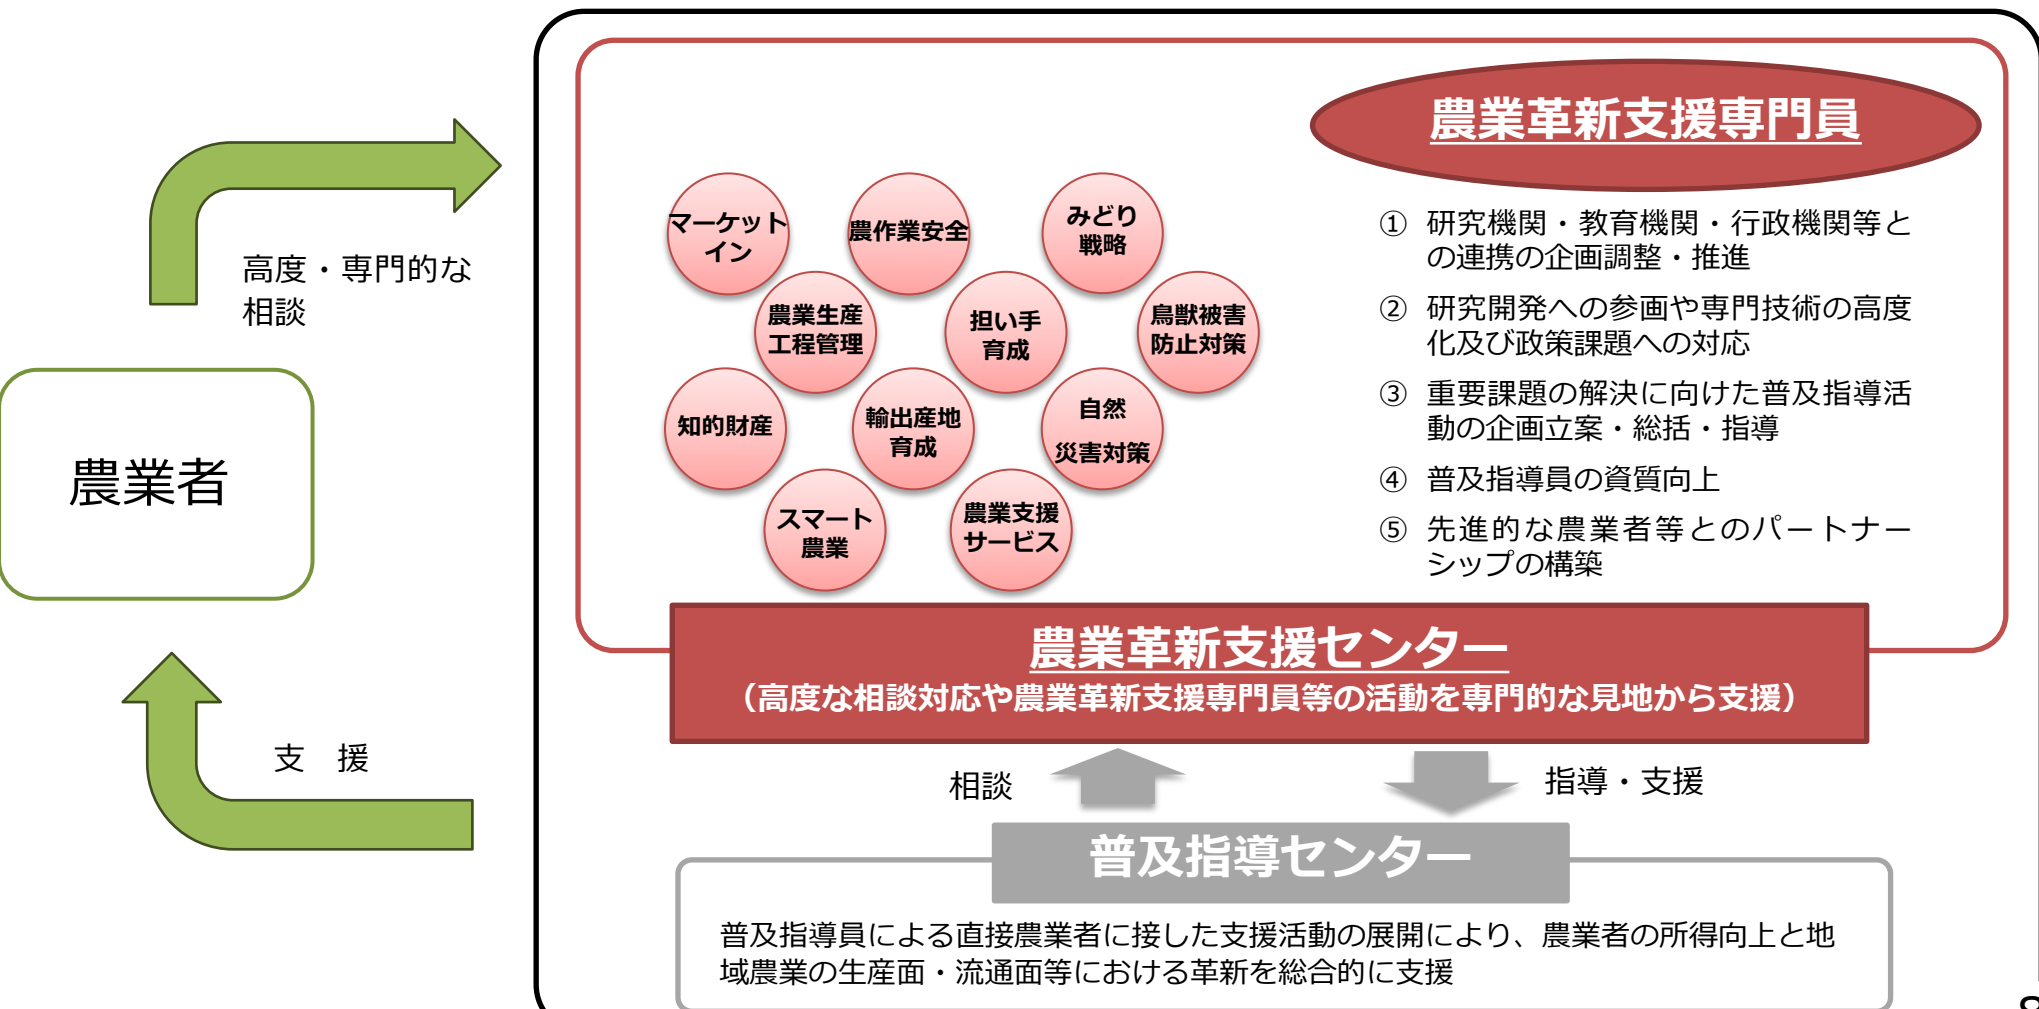 高度・専門的な
相談
農業者
支　援
農業革新支援専門員
マーケット
イン
農作業安全
みどり
戦略
農業生産
工程管理
担い手
育成
鳥獣被害
防止対策
知的財産
輸出産地
育成
自然
災害対策
スマート
農業
農業支援
サービス
① 研究機関・教育機関・行政機関等と
の連携の企画調整・推進
② 研究開発への参画や専門技術の高度
化及び政策課題への対応
③ 重要課題の解決に向けた普及指導活
動の企画立案・総括・指導
④ 普及指導員の資質向上
⑤ 先進的な農業者等とのパートナー
シップの構築
農業革新支援センター
（高度な相談対応や農業革新支援専門員等の活動を専門的な見地から支援）
相談
指導・支援
普及指導センター
普及指導員による直接農業者に接した支援活動の展開により、農業者の所得向上と地
域農業の生産面・流通面等における革新を総合的に支援